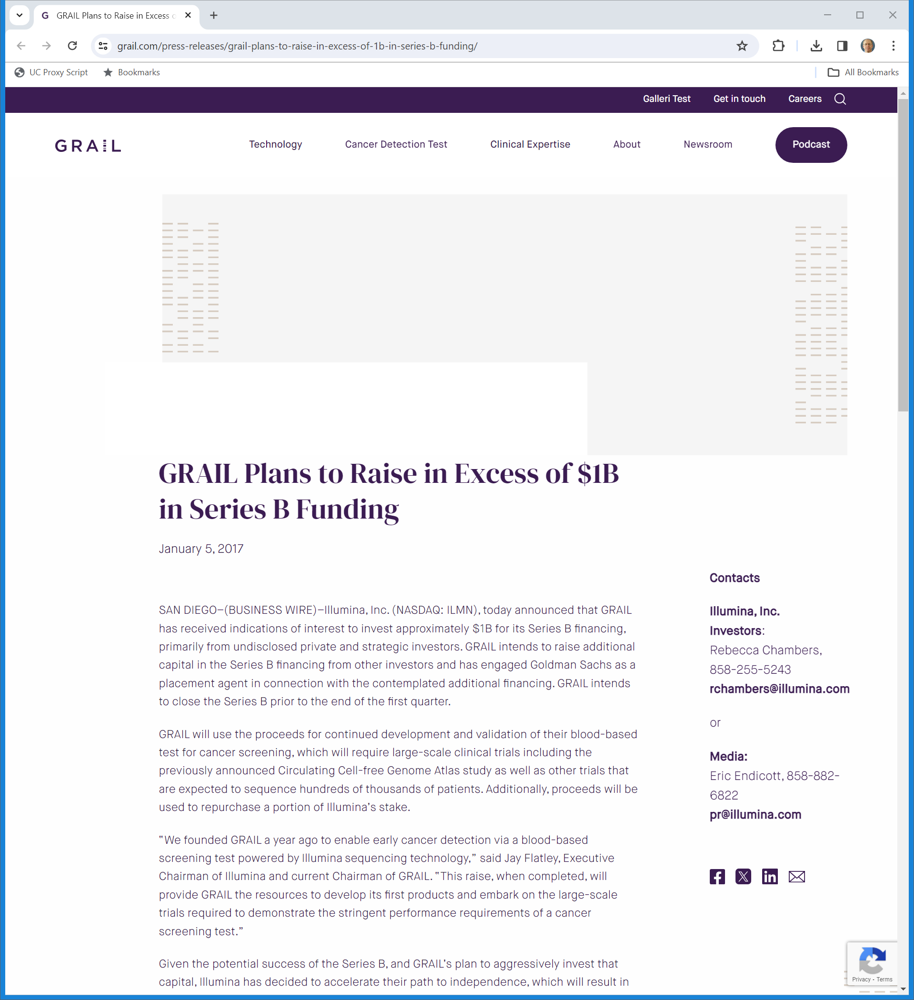 G GRAIL Plans to Raise in Excess
grail.com/press-releases/grail-plans-to-raise-in-excess-of-1b-in-series-b-funding/
UC Proxy Script Bookmarks All Bookmarks
Galleri Test Get in touch Careers
GRAIL Technology Cancer Detection Test Clinical Expertise About Newsroom Podcast
GRAIL Plans to Raise in Excess of $1B
in Series B Funding
January 5, 2017
SAN DIEGO–(BUSINESS WIRE)–Illumina, Inc. (NASDAQ: ILMN), today announced that GRAIL
has received indications of interest to invest approximately $1B for its Series B financing,
primarily from undisclosed private and strategic investors. GRAIL intends to raise additional
capital in the Series B financing from other investors and has engaged Goldman Sachs as a
placement agent in connection with the contemplated additional financing. GRAIL intends
to close the Series B prior to the end of the first quarter.
GRAIL will use the proceeds for continued development and validation of their blood-based
test for cancer screening, which will require large-scale clinical trials including the
previously announced Circulating Cell-free Genome Atlas study as well as other trials that
are expected to sequence hundreds of thousands of patients. Additionally, proceeds will be
used to repurchase a portion of Illumina’s stake.
“We founded GRAIL a year ago to enable early cancer detection via a blood-based
screening test powered by Illumina sequencing technology,” said Jay Flatley, Executive
Chairman of Illumina and current Chairman of GRAIL. “This raise, when completed, will
provide GRAIL the resources to develop its first products and embark on the large-scale
trials required to demonstrate the stringent performance requirements of a cancer
screening test.”
Given the potential success of the Series B, and GRAIL’s plan to aggressively invest that
capital, Illumina has decided to accelerate their path to independence, which will result in
Contacts
Illumina, Inc.
Investors:
Rebecca Chambers,
858-255-5243
rchambers@illumina.com
or
Media:
Eric Endicott, 858-882-
6822
pr@illumina.com
Privacy - Terms